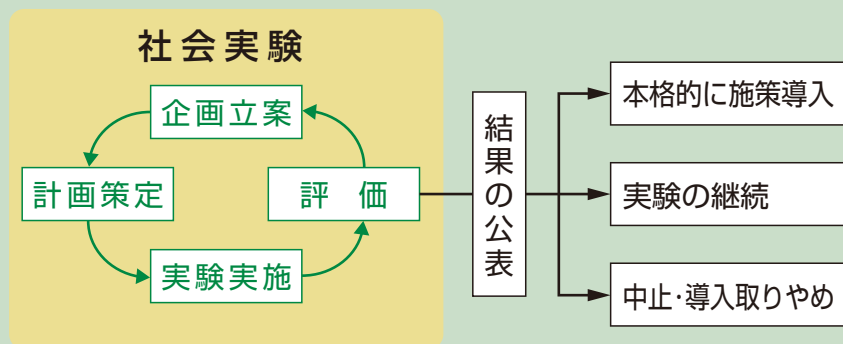 社会実験
企画立案
計画策定
評価
実験実施
結果の公表
本格的に施策導入
実験の継続
中止・導入取りやめ